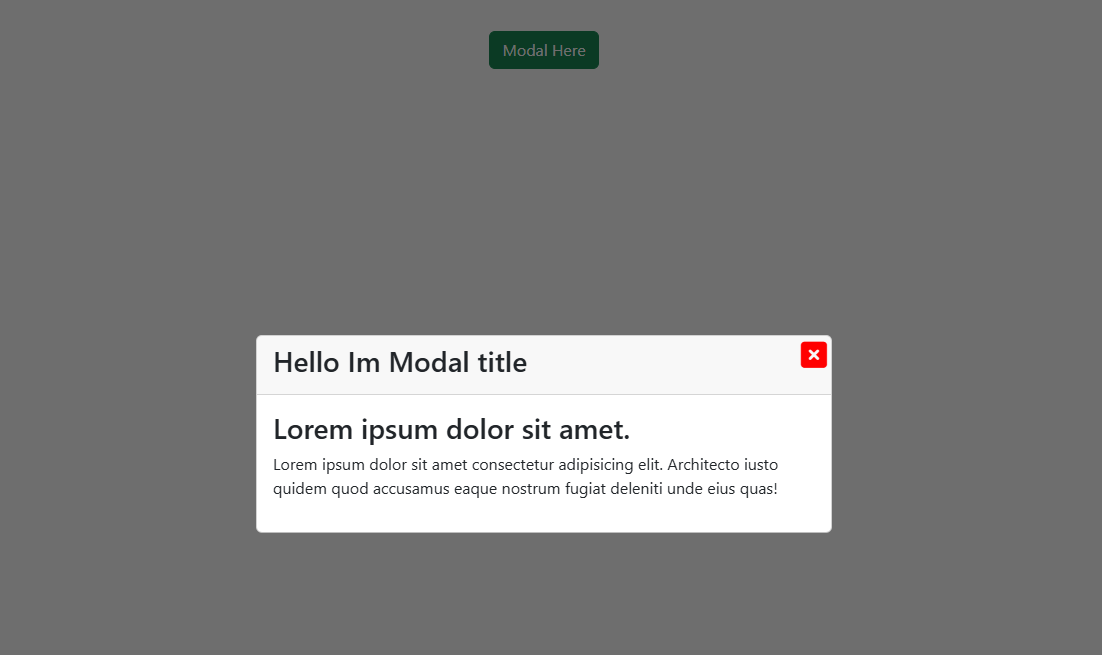 Modal Here
Hello Im Modal title
Lorem ipsum dolor sit amet.
Lorem ipsum dolor sit amet consectetur adipisicing elit. Architecto iusto
quidem quod accusamus eaque nostrum fugiat deleniti unde eius quas!